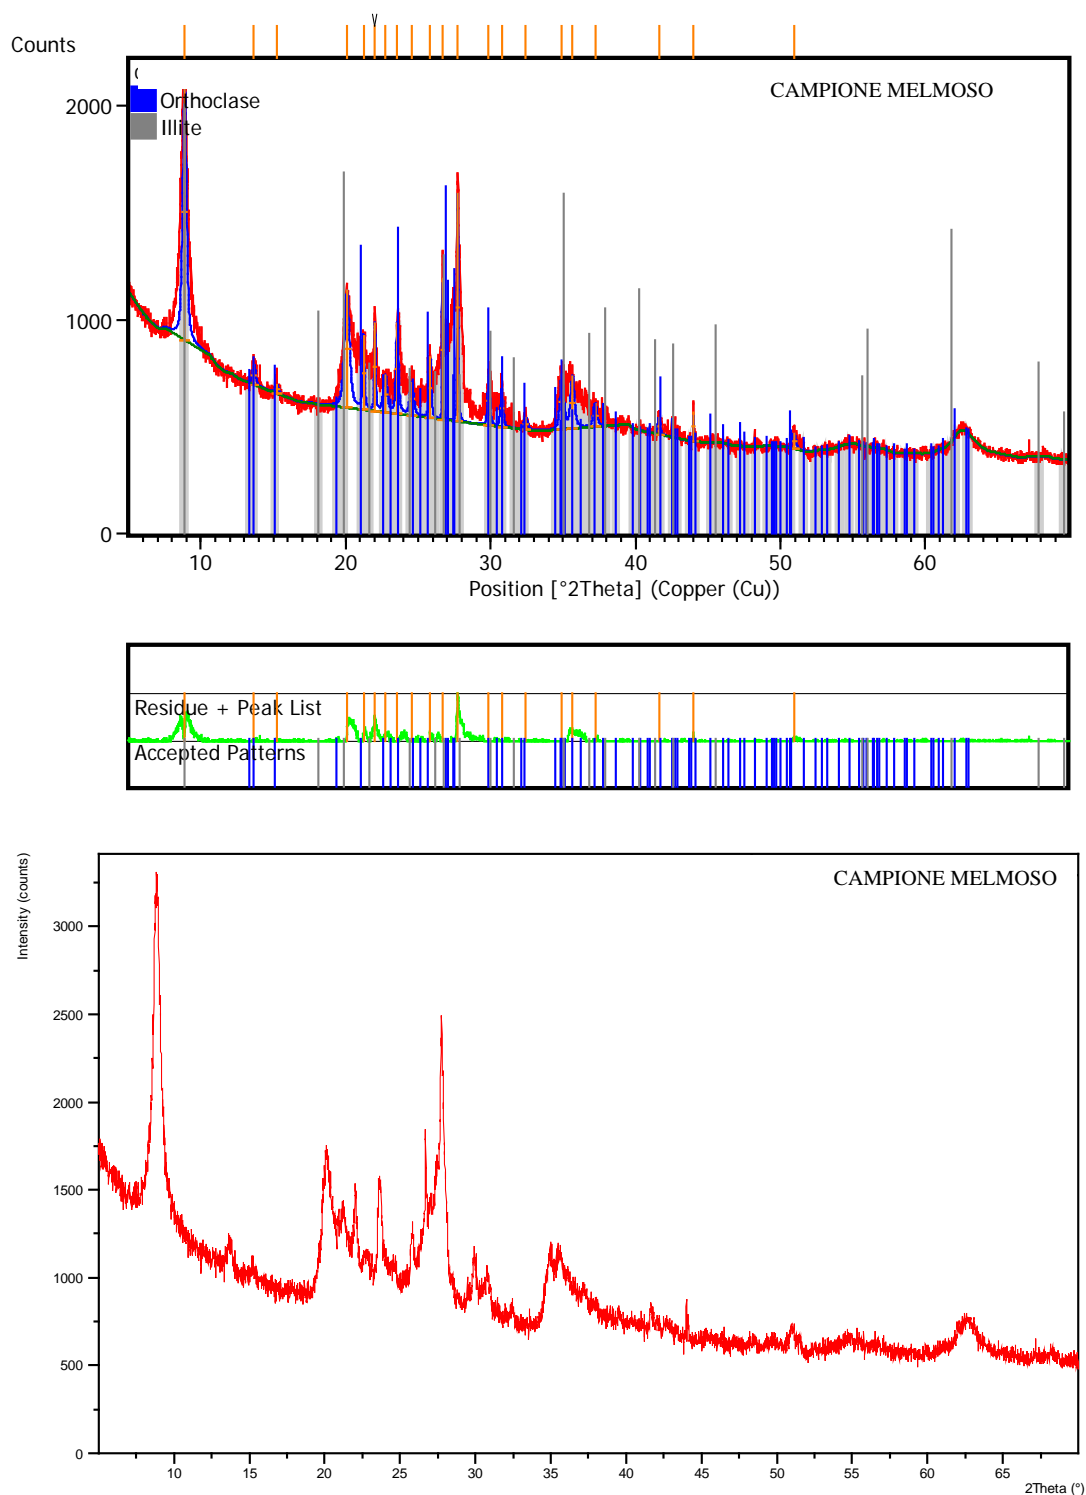 Counts
CAMPIONE MELMOSO
2000
Orthoclase
Illite
1000
0
10 20 30 40 50 60
Position [°2Theta] (Copper (Cu))
Residue + Peak List
Accepted Patterns
Intensity (counts)
CAMPIONE MELMOSO
3000
2500
2000
1500
1000
500
0
10 15 20 25 30 35 40 45 50 55 60 65
2Theta (°)